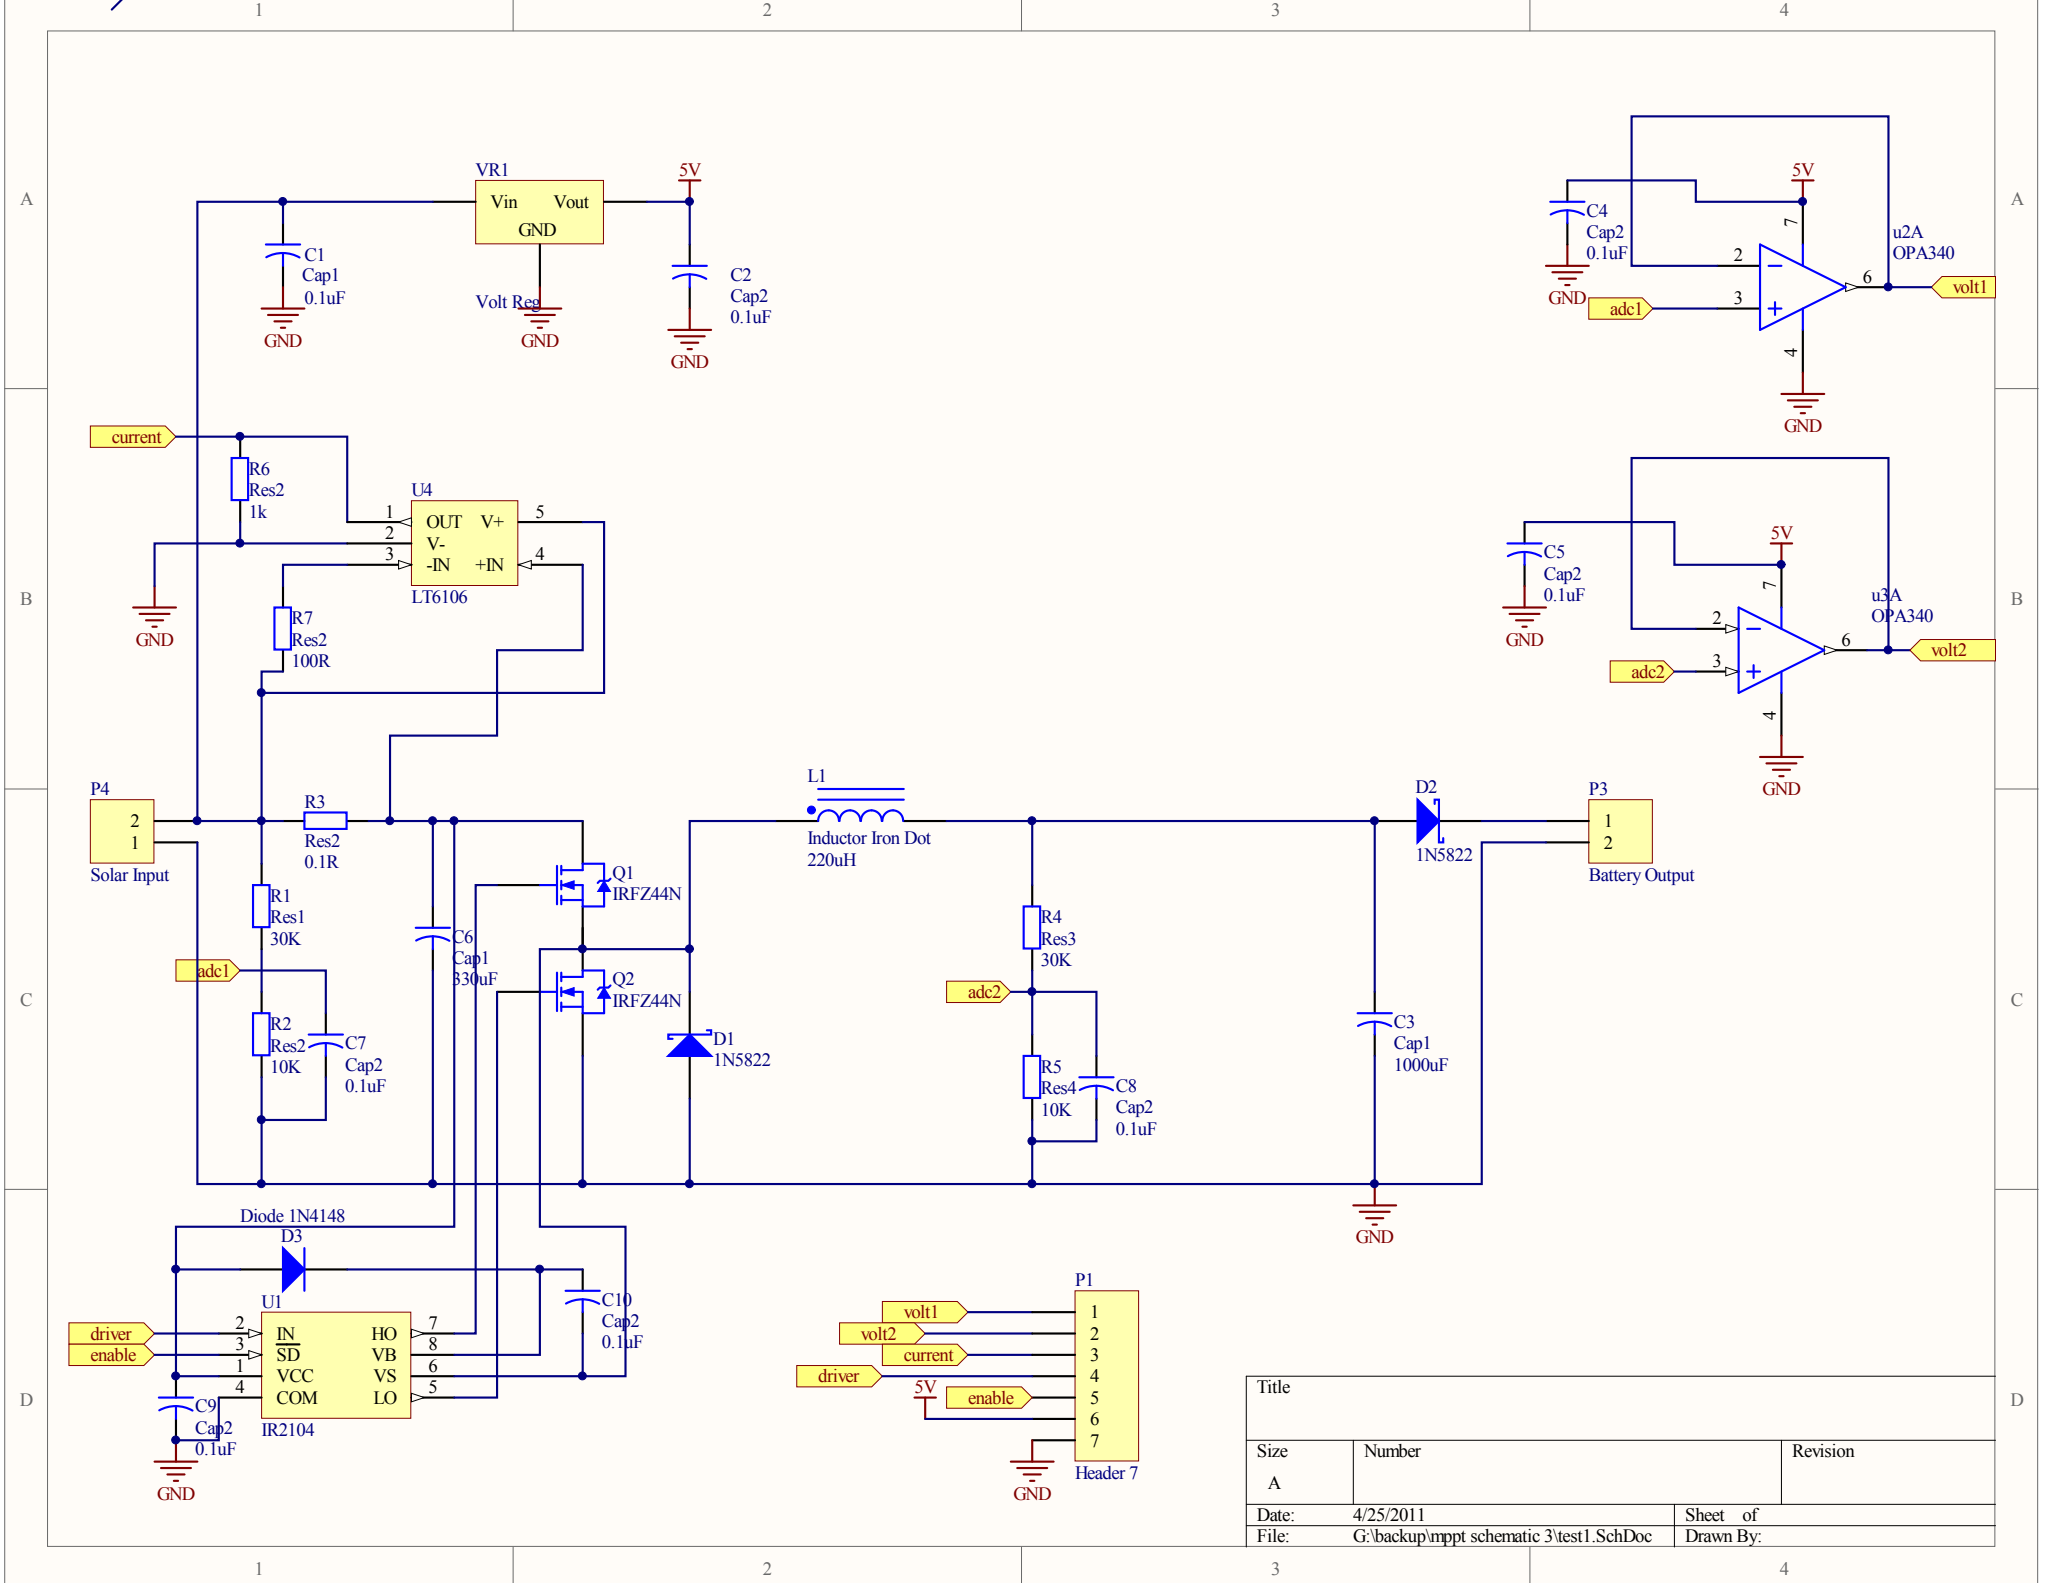 1 2 3 4
A A
VR1
Vin Vout
GND
Volt Reg
GND
5V
C1
Cap1
0.1uF
GND
C2
Cap2
0.1uF
GND
C4
Cap2
0.1uF
GND
5V
7
2
3
6
4
u2A
OPA340
adc1
volt1
GND
B B
current
R6
Res2
1k
GND
U4
1 OUT V+ 5
2 V-
3 -IN +IN 4
LT6106
R7
Res2
100R
C5
Cap2
0.1uF
GND
5V
7
2
3
6
4
u3A
OPA340
adc2
volt2
GND
C C
P4
2
1
Solar Input
R3
Res2
0.1R
R1
Res1
30K
adc1
R2
Res2
10K
C7
Cap2
0.1uF
C6
Cap1
330uF
Q1
IRFZ44N
Q2
IRFZ44N
D1
1N5822
L1
Inductor Iron Dot
220uH
R4
Res3
30K
adc2
R5
Res4
10K
C8
Cap2
0.1uF
C3
Cap1
1000uF
GND
D2
1N5822
P3
1
2
Battery Output
D D
Diode 1N4148
D3
U1
driver 2 IN HO 7
enable 3 SD VB 8
1 VCC VS 6
4 COM LO 5
IR2104
C9
Cap2
0.1uF
GND
C10
Cap2
0.1uF
P1
volt1 1
volt2 2
current 3
driver 4
enable 5
5V 6
7
GND
Header 7
Title
Size Number Revision
A
Date: 4/25/2011 Sheet of
File: G:\backup\mppt schematic 3\test1.SchDoc Drawn By:
1 2 3 4